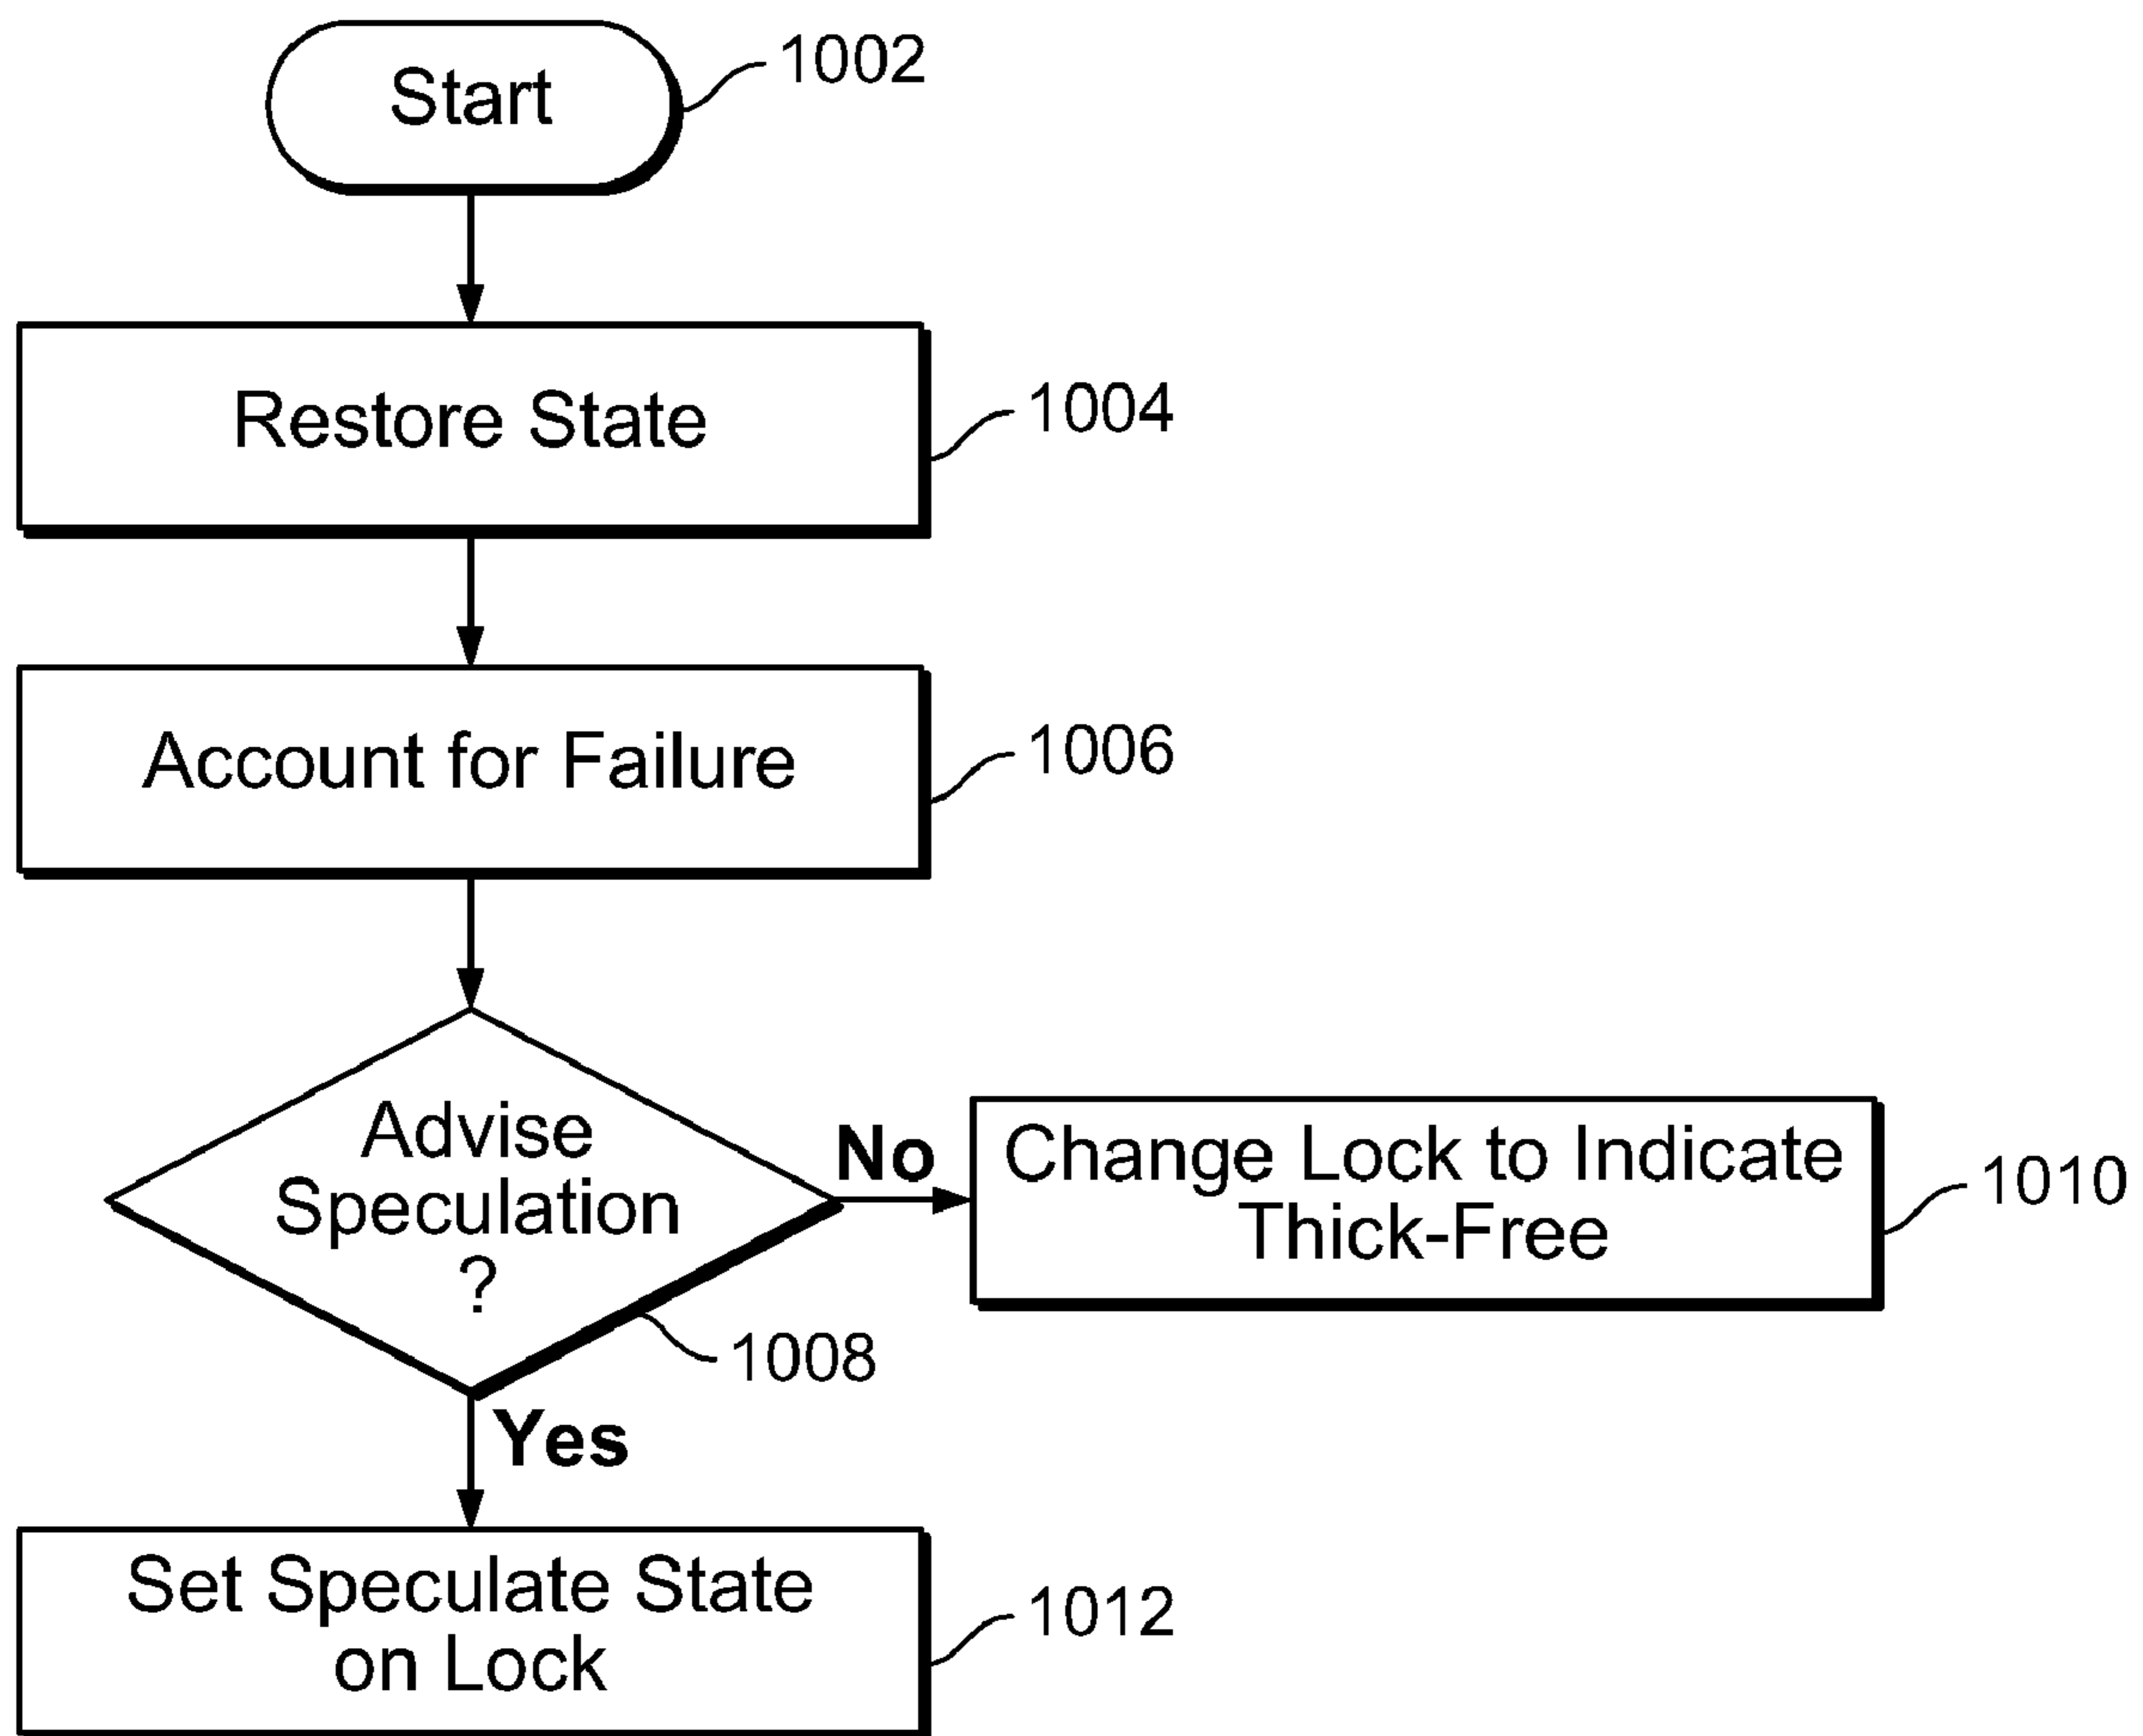 Start
1002
Restore State
1004
Account for Failure
1006
Advise
Speculation
?
No
Change Lock to Indicate
Thick-Free
1010
1008
Yes
Set Speculate State
on Lock
1012